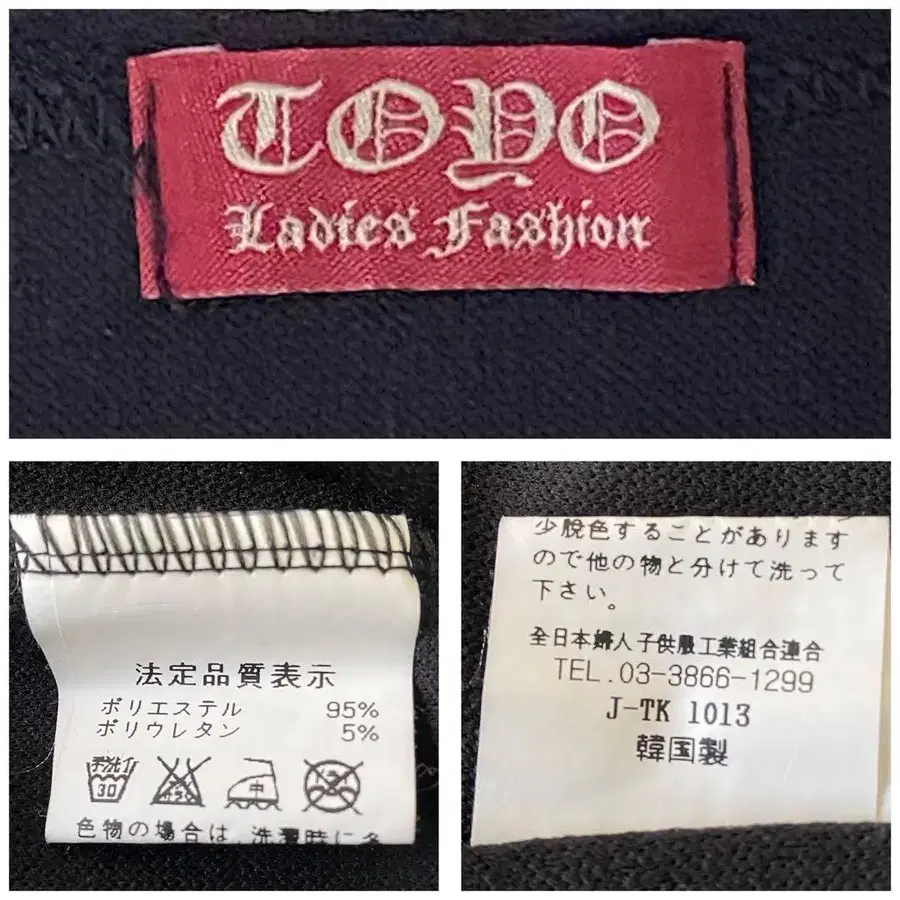 TOYO
Ladies Fashion
法定品質表示
ポリエステル 95%
ポリウレタン 5%
手洗イ
30
中
色物の場合は、洗濯時に多
少脱色することがあります
ので他の物と分けて洗って
下さい。
全日本婦人子供服工業組合連合
TEL.03-3866-1299
J-TK 1013
韓国製